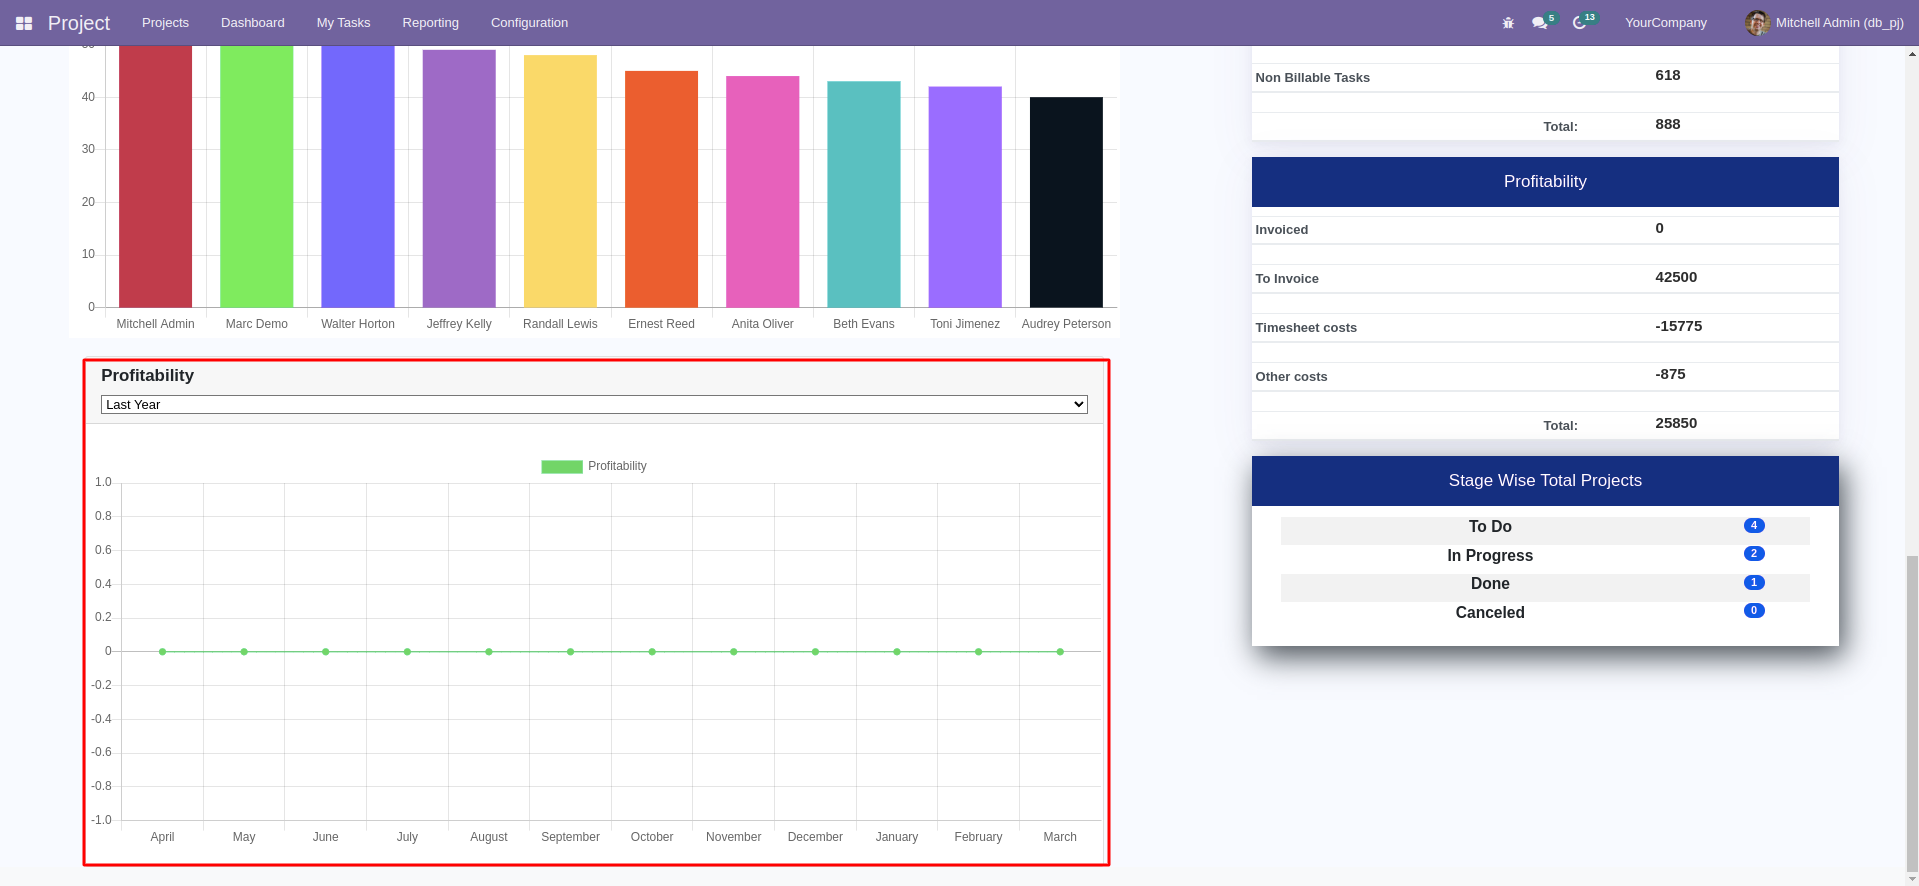 Project Projects Dashboard My Tasks Reporting Configuration 5 13 YourCompany Mitchell Admin (db_pj)
40
30
20
10
0
Mitchell Admin Marc Demo Walter Horton Jeffrey Kelly Randall Lewis Ernest Reed Anita Oliver Beth Evans Toni Jimenez Audrey Peterson
Profitability
Last Year
Profitability
1.0
0.8
0.6
0.4
0.2
0
-0.2
-0.4
-0.6
-0.8
-1.0
April May June July August September October November December January February March
Non Billable Tasks 618
Total: 888
Profitability
Invoiced 0
To Invoice 42500
Timesheet costs -15775
Other costs -875
Total: 25850
Stage Wise Total Projects
To Do 4
In Progress 2
Done 1
Canceled 0